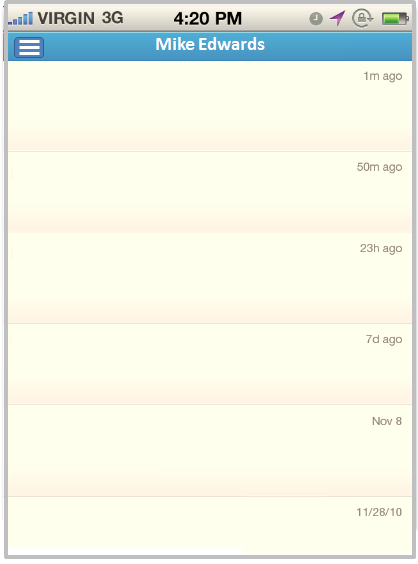 VIRGIN 3G 4:20 PM
Mike Edwards
1m ago
50m ago
23h ago
7d ago
Nov 8
11/28/10